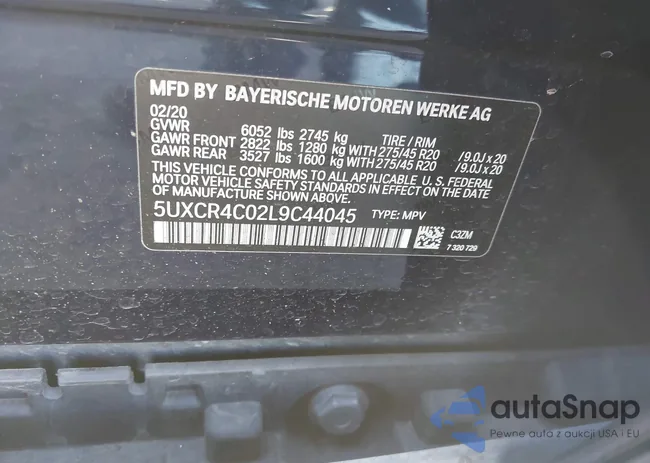 MFD BY BAYERISCHE MOTOREN WERKE AG
02/20
GVWR 6052 lbs 2745 kg TIRE / RIM
GAWR FRONT 2822 lbs 1280 kg WITH 275/45 R20 /9.0J x 20
GAWR REAR 3527 lbs 1600 kg WITH 275/45 R20 /9.0J x 20
THIS VEHICLE CONFORMS TO ALL APPLICABLE U.S. FEDERAL
MOTOR VEHICLE SAFETY STANDARDS IN EFFECT ON THE DATE
OF MANUFACTURE SHOWN ABOVE.
5UXCR4C02L9C44045 TYPE: MPV
C3ZM
7 320 729
autoSnap
Pewne auto z aukcji USA i EU